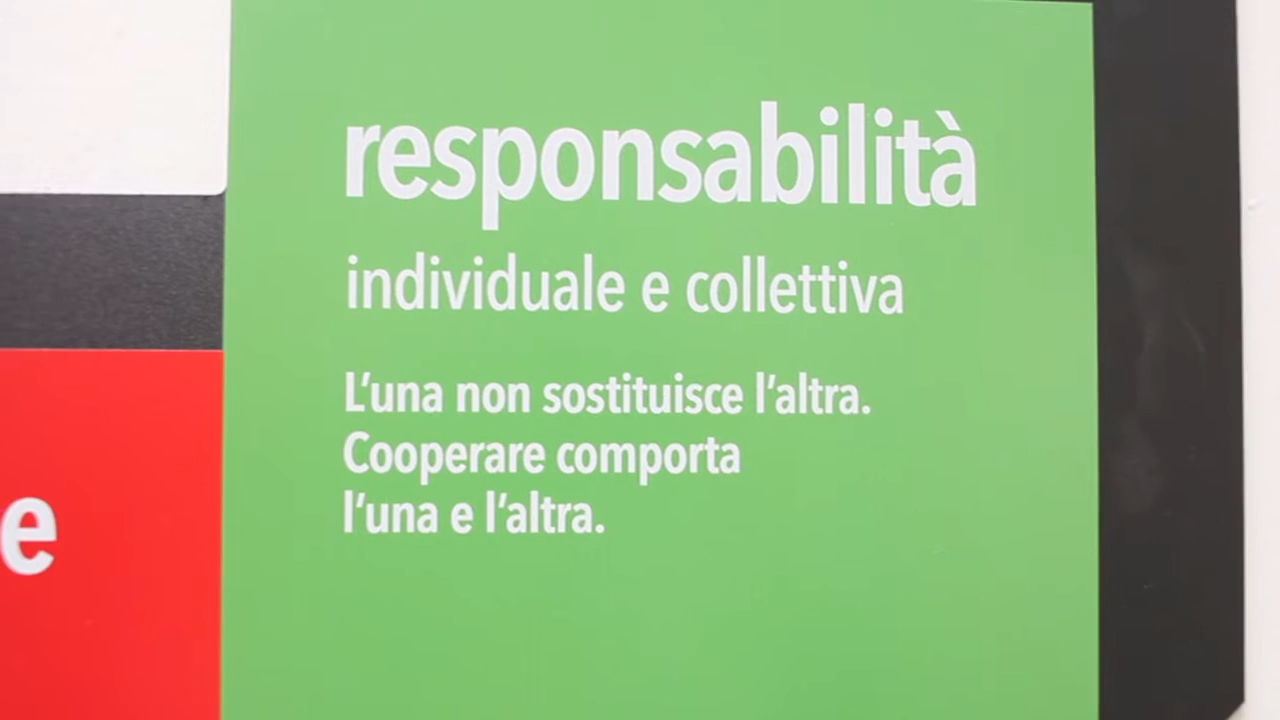 responsabilità
individuale e collettiva
L’una non sostituisce l’altra.
Cooperare comporta
l’una e l’altra.
e